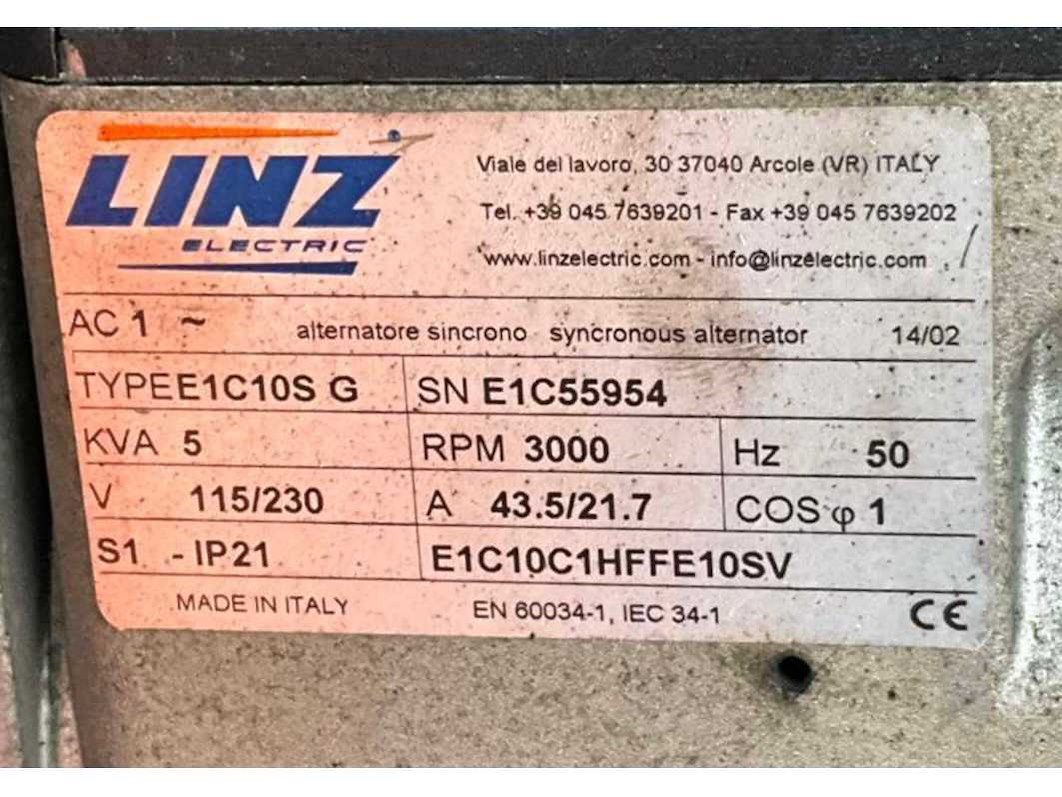 LINZ
ELECTRIC
Viale del lavoro, 30 37040 Arcole (VR) ITALY
Tel. +39 045 7639201 - Fax +39 045 7639202
www.linzelectric.com - info@linzelectric.com
AC 1 ~ alternatore sincrono syncronous alternator 14/02
TYPE E1C10S G SN E1C55954
KVA 5 RPM 3000 Hz 50
V 115/230 A 43.5/21.7 COS φ 1
S1 - IP21 E1C10C1HFFE10SV
MADE IN ITALY EN 60034-1, IEC 34-1 CE